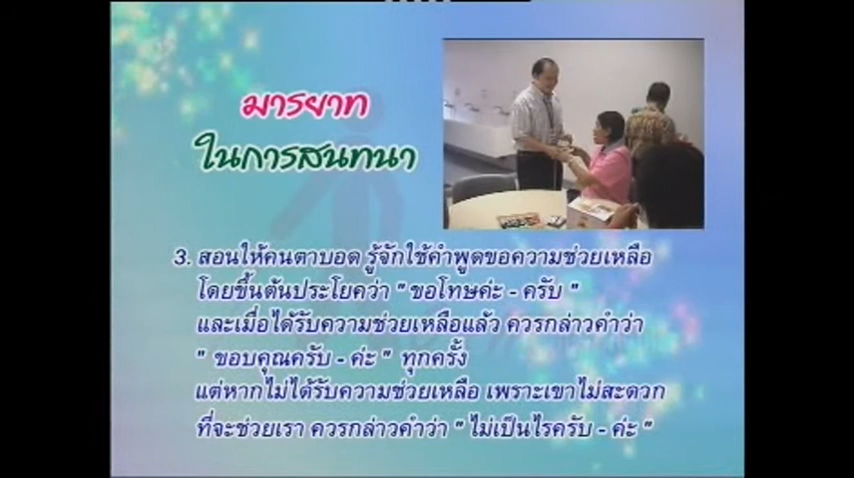 มารยาท
ในการสนทนา
3. สอนให้คนตาบอด รู้จักใช้คำพูดขอความช่วยเหลือ
โดยขึ้นต้นประโยคว่า " ขอโทษค่ะ - ครับ "
และเมื่อได้รับความช่วยเหลือแล้ว ควรกล่าวคำว่า
" ขอบคุณครับ - ค่ะ " ทุกครั้ง
แต่หากไม่ได้รับความช่วยเหลือ เพราะเขาไม่สะดวก
ที่จะช่วยเรา ควรกล่าวคำว่า " ไม่เป็นไรครับ - ค่ะ "